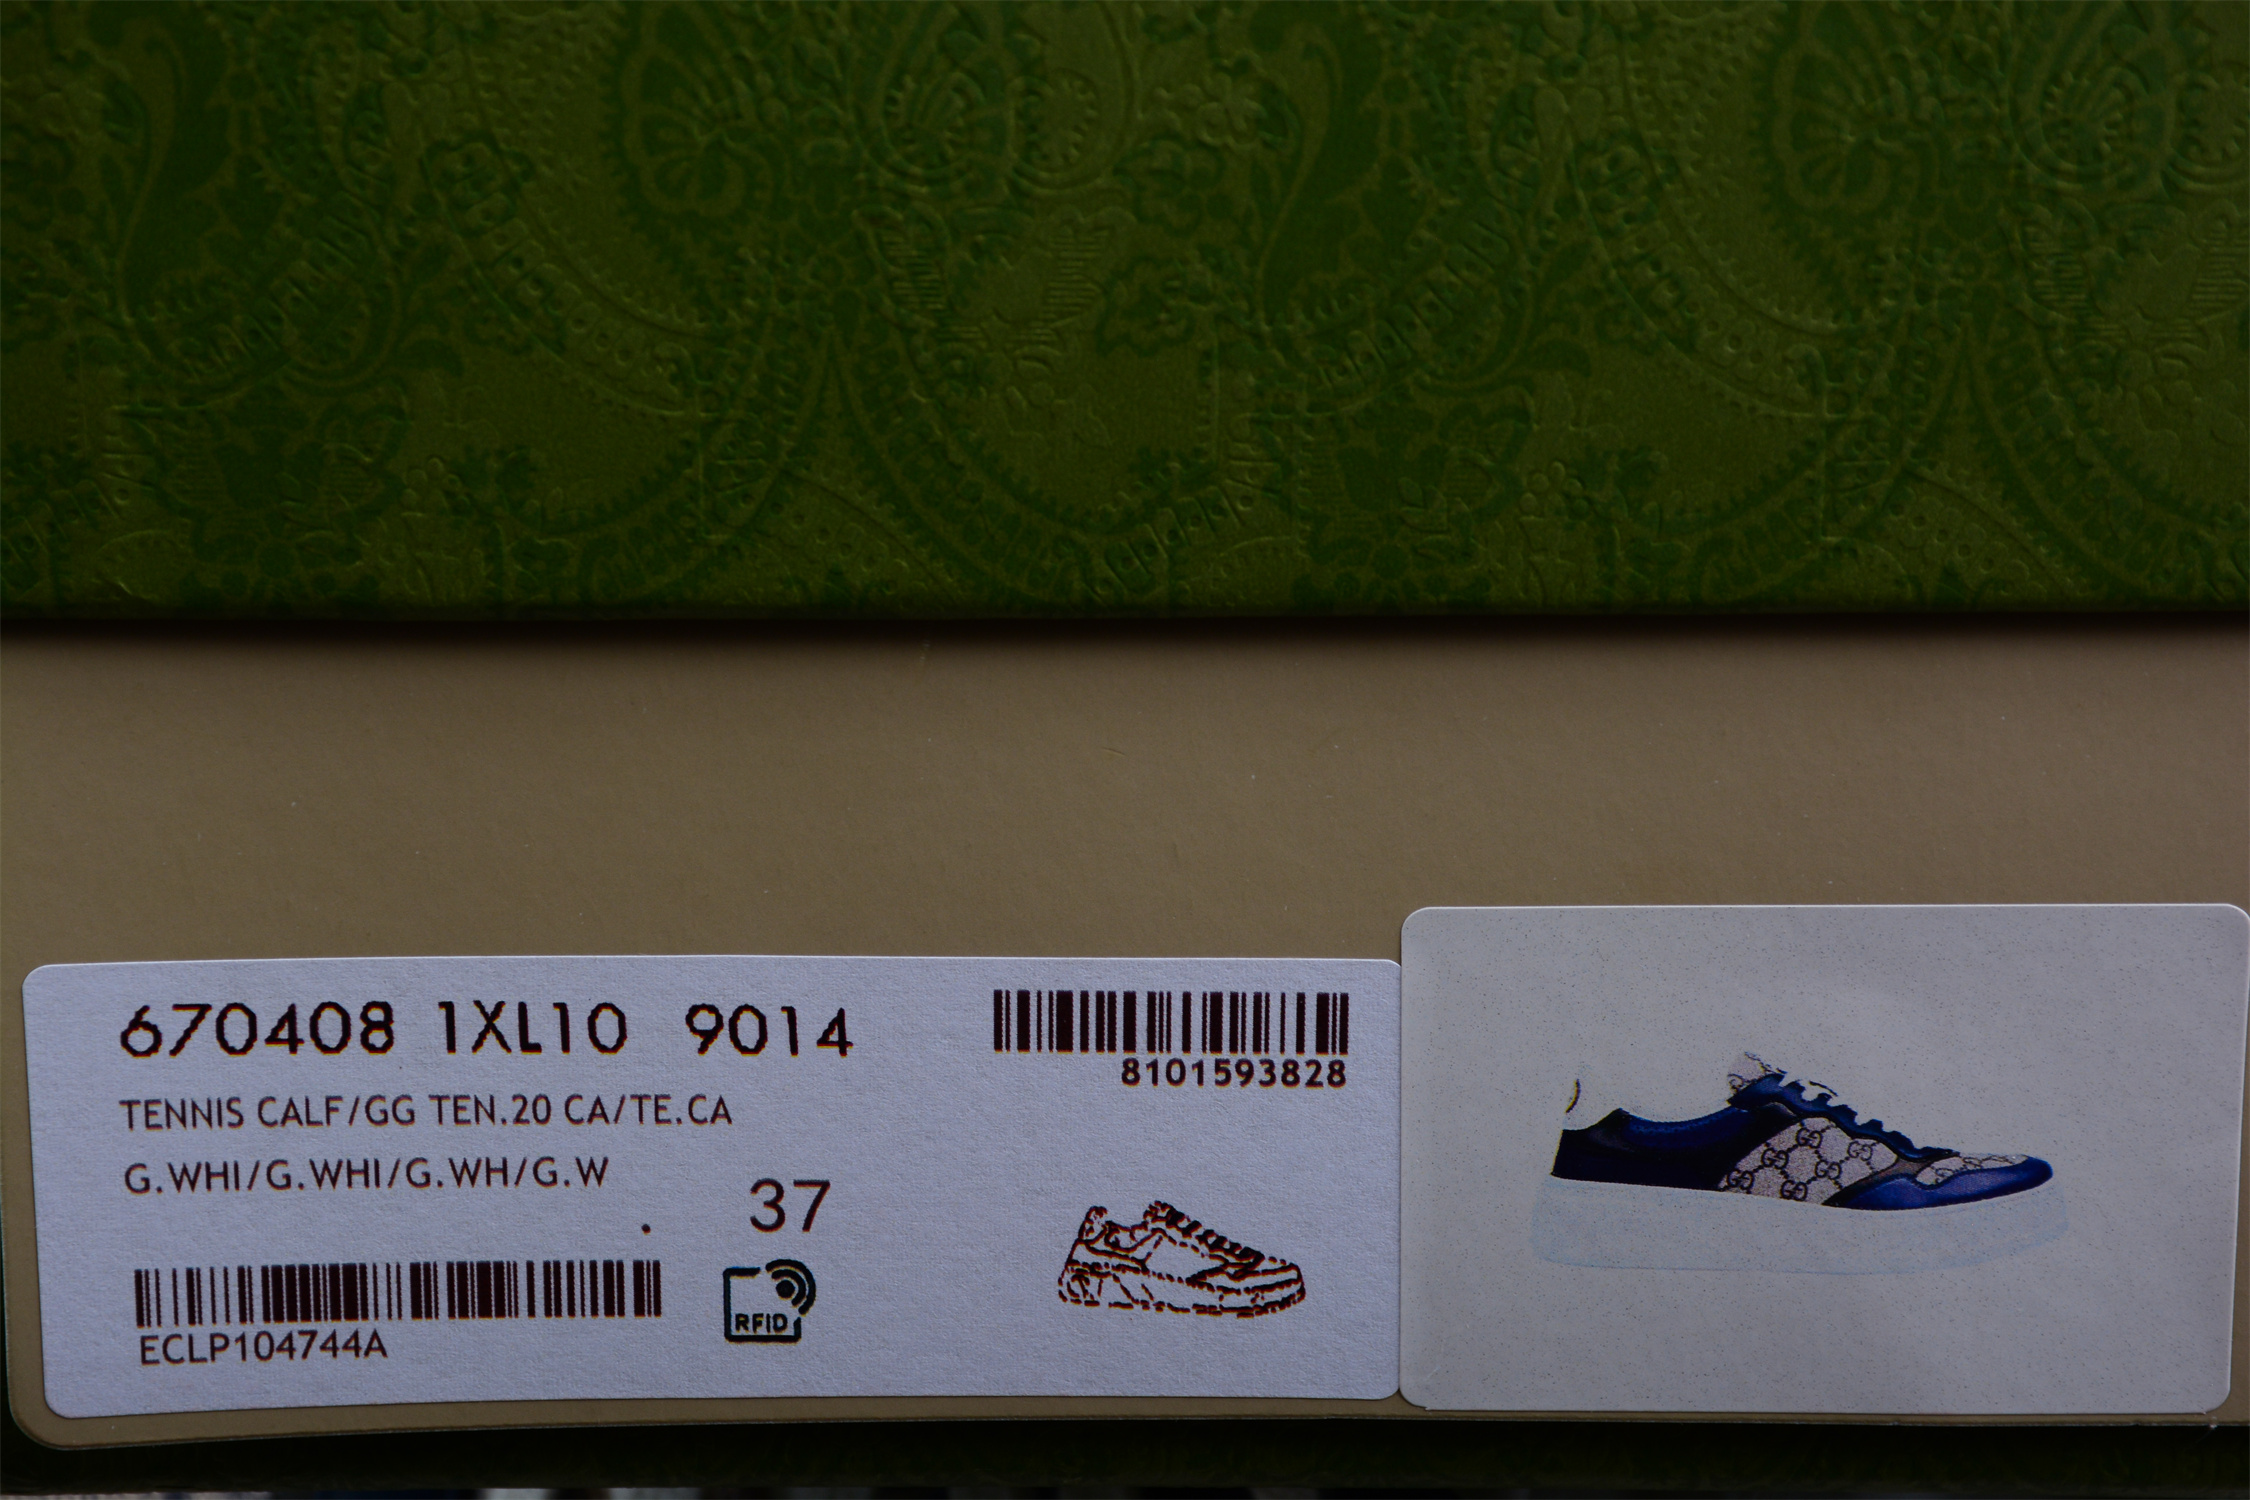 670408 1XL10 9014
8101593828
TENNIS CALF/GG TEN.20 CA/TE.CA
G.WHI/G.WHI/G.WH/G.W
. 37
RFID
ECLP104744A